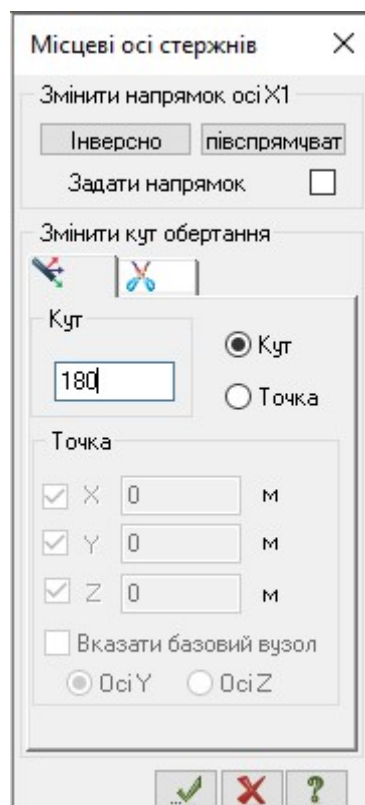 Місцеві осі стержнів
Змінити напрямок осі X1
Інверсно півспрямчват
Задати напрямок
Змінити кут обертання
Кут
180
Кут
Точка
Точка
X 0 м
Y 0 м
Z 0 м
Вказати базовий вузол
Осі Y Осі Z
?